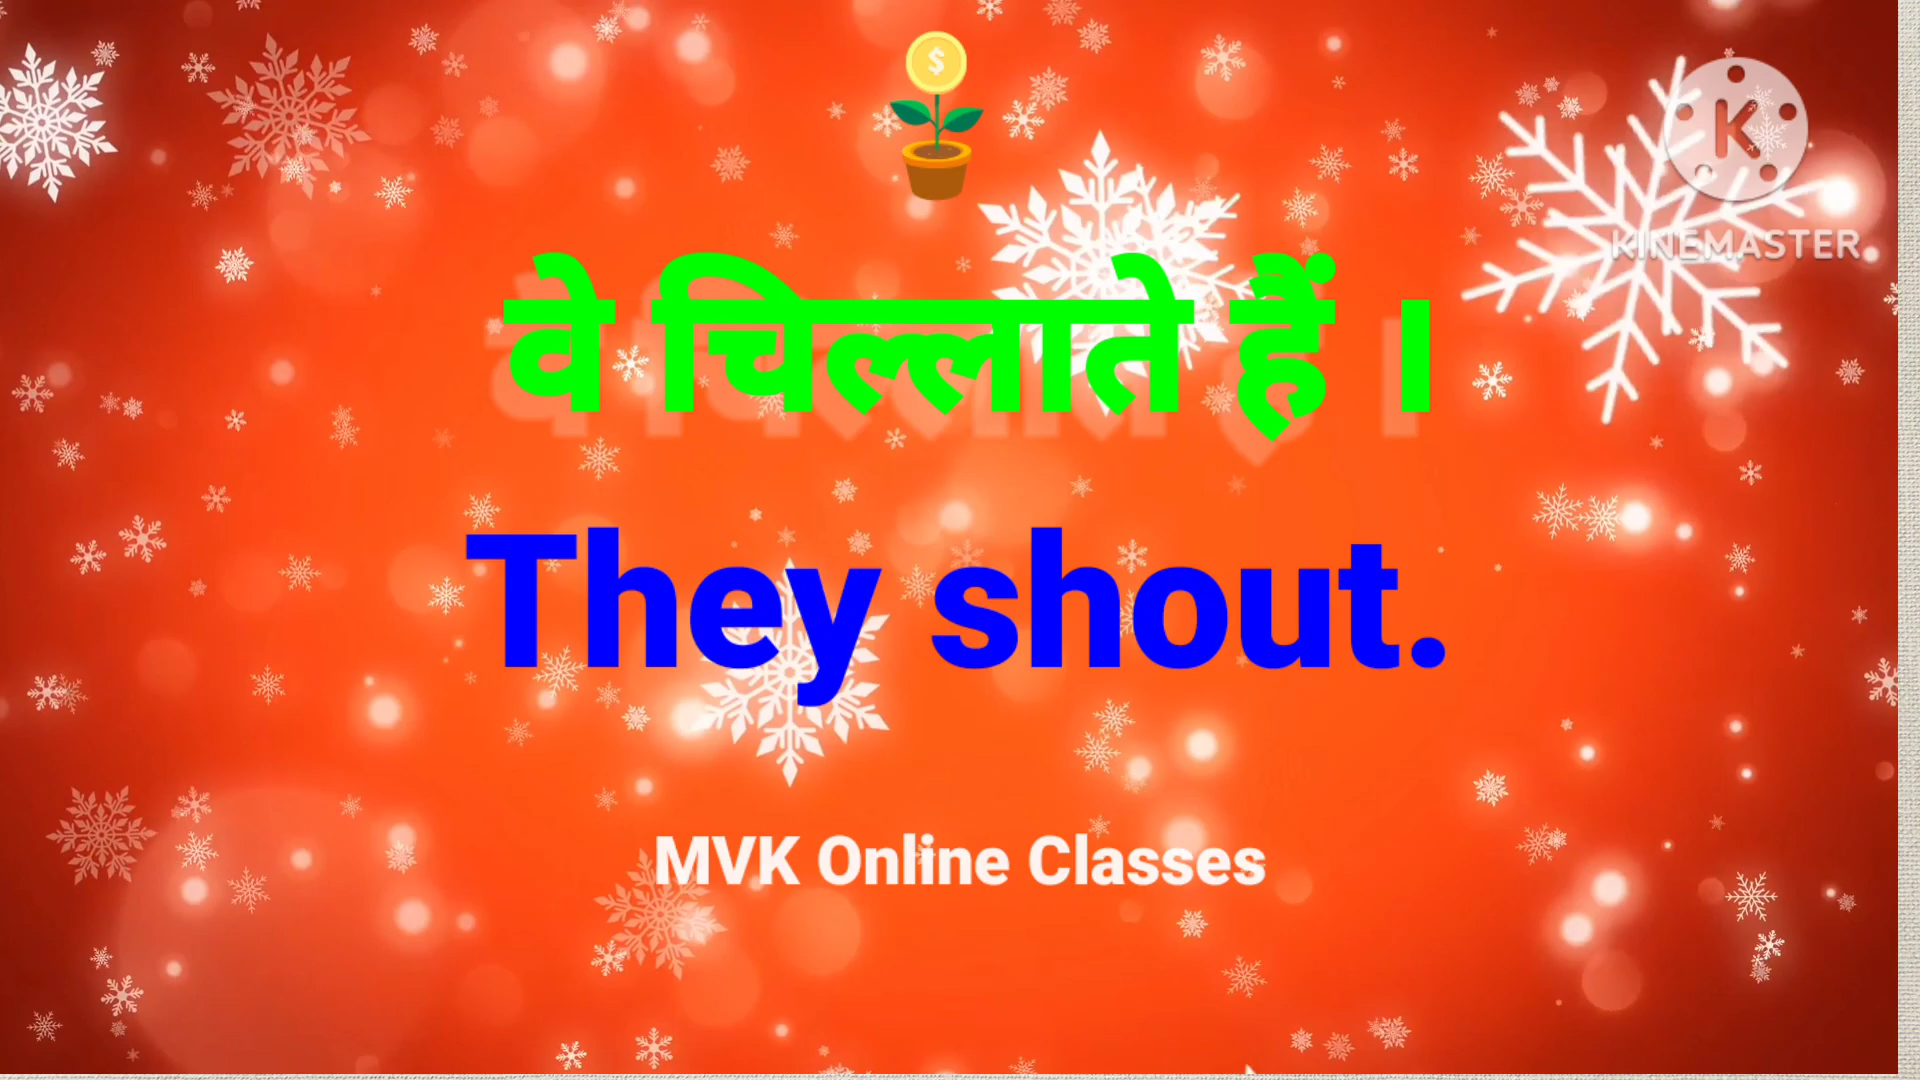 $
K
KINEMASTER
वे चिल्लाते हैं ।
They shout.
MVK Online Classes